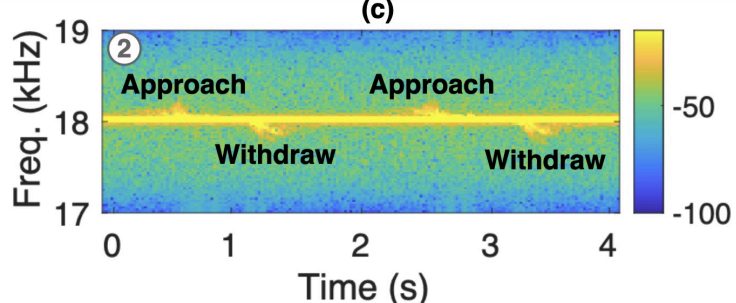 (c)
19
2
Approach Approach
-50
18
Withdraw Withdraw
17
-100
0 1 2 3 4
Freq. (kHz)
Time (s)